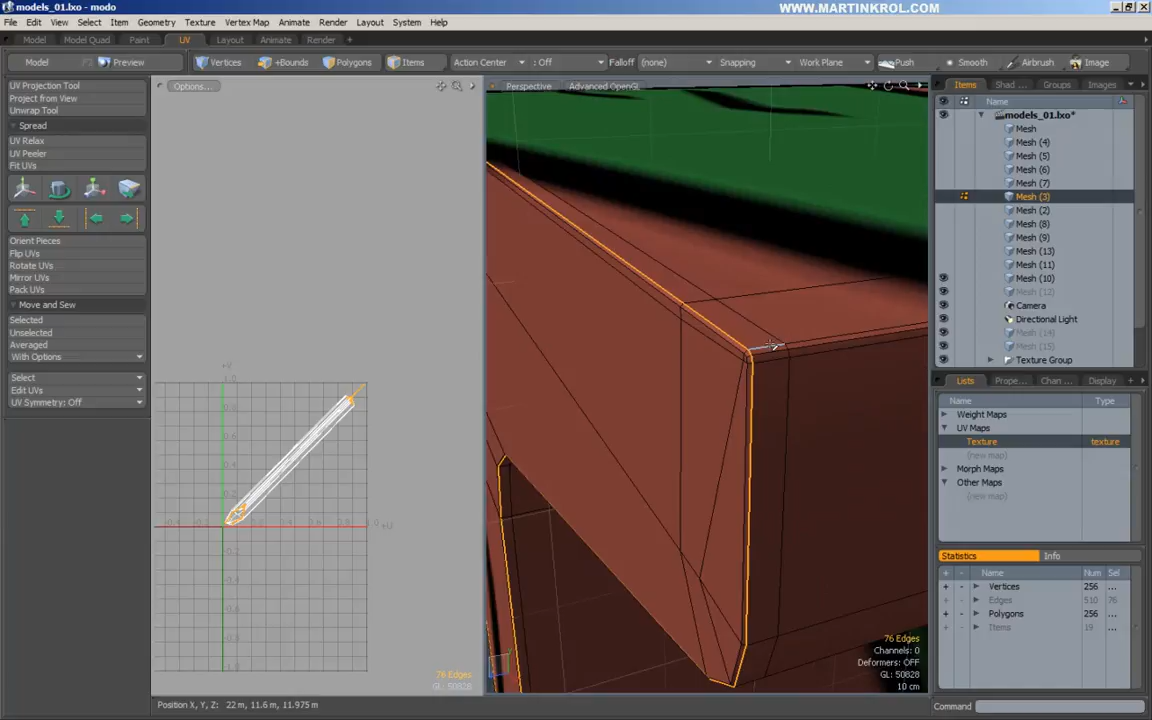 models_01.lxo* - modo
WWW.MARTINKROL.COM
File Edit View Select Item Geometry Texture Vertex Map Animate Render Layout System Help
Model Model Quad Paint UV Layout Animate Render +
Model Preview Vertices +Bounds Polygons Items Action Center : Off Falloff (none) Snapping Work Plane Push Smooth Airbrush Image
UV Projection Tool
Project from View
Unwrap Tool
Spread
UV Relax
UV Peeler
Fit UVs
Orient Pieces
Flip UVs
Rotate UVs
Mirror UVs
Pack UVs
Move and Sew
Selected
Unselected
Averaged
With Options
Select
Edit UVs
UV Symmetry: Off
Options...
76 Edges
GL: 50828
Position X, Y, Z: 22 m, 11.6 m, 11.975 m
Perspective Advanced OpenGL
76 Edges
Channels: 0
Deformers: OFF
GL: 50828
10 cm
Items Shad ... Groups Images
Name
models_01.lxo*
Mesh
Mesh (4)
Mesh (5)
Mesh (6)
Mesh (7)
Mesh (3)
Mesh (2)
Mesh (8)
Mesh (9)
Mesh (13)
Mesh (11)
Mesh (10)
Mesh (12)
Camera
Directional Light
Mesh (14)
Mesh (15)
Texture Group
Lists Prope... Chan ... Display +
Name Type
Weight Maps
UV Maps
Texture texture
(new map)
Morph Maps
Other Maps
(new map)
Statistics Info
Name Num Sel
Vertices 256 ...
Edges 510 76
Polygons 256 ...
Items 19 ...
Command